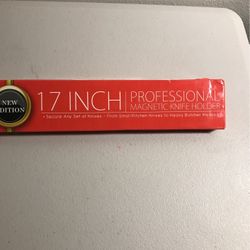 NEW
EDITION
17 INCH
PROFESSIONAL
MAGNETIC KNIFE HOLDER
• Secure Any Set of Knives • From Small Kitchen Knives to Heavy Butcher Knives